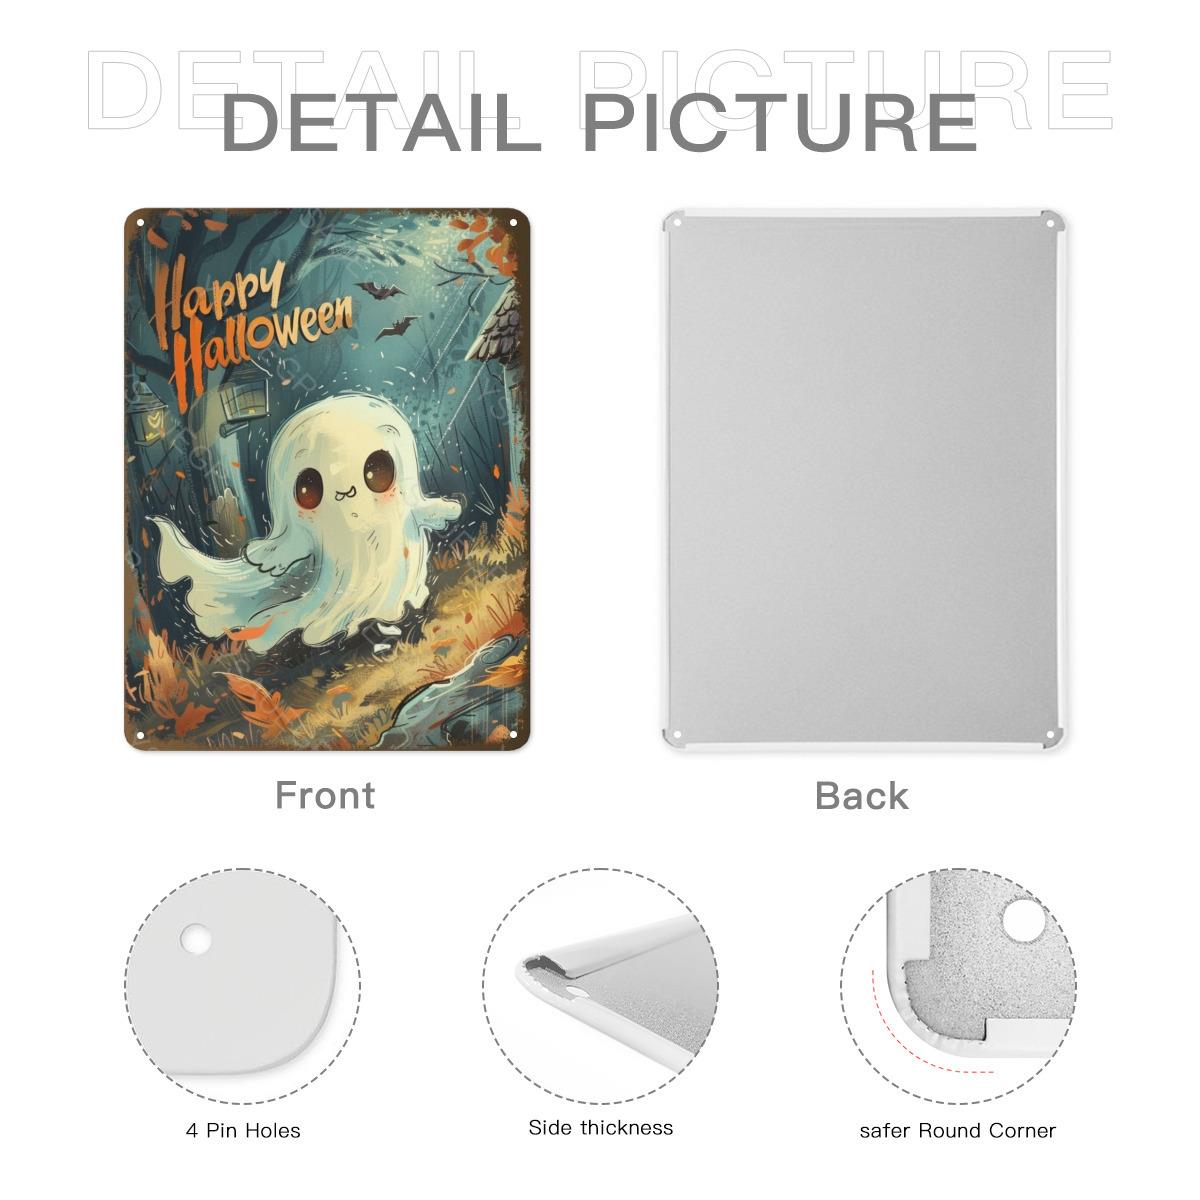 DETAIL PICTURE
DETAIL PICTURE
Happy
Halloween
Front
Back
4 Pin Holes
Side thickness
safer Round Corner